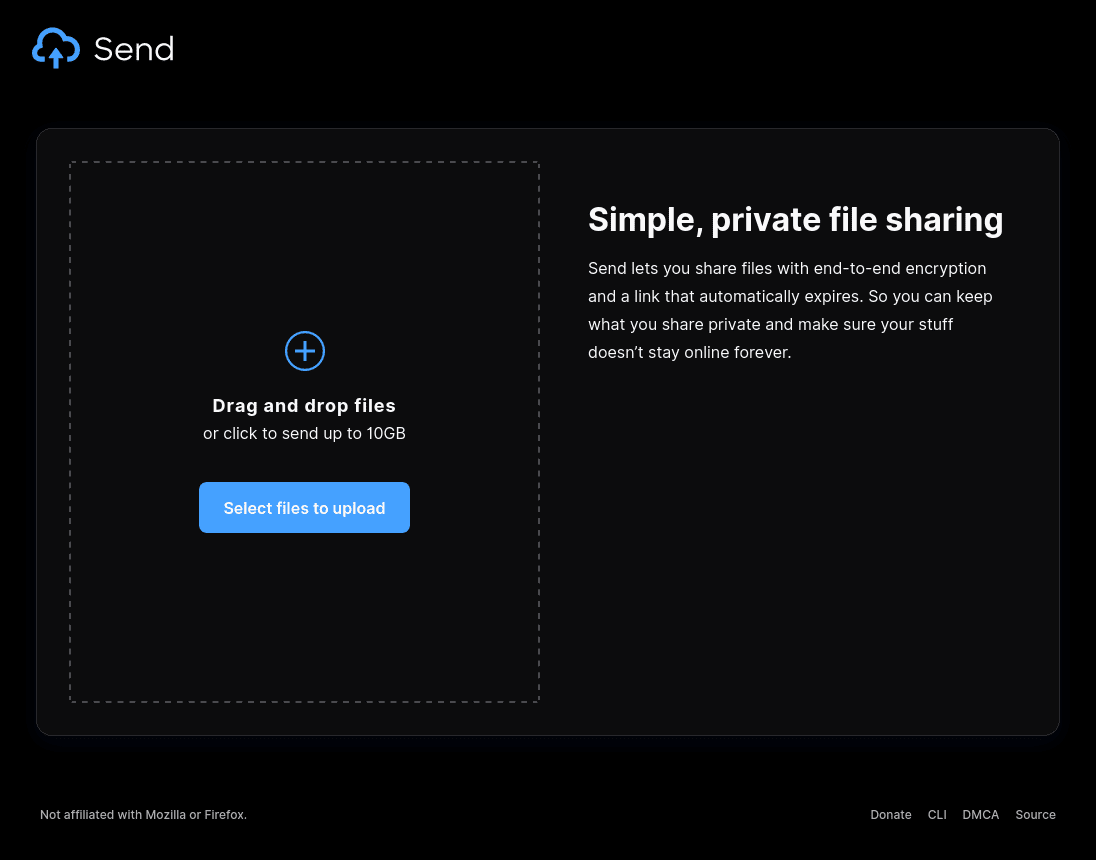 Send
Simple, private file sharing
Send lets you share files with end-to-end encryption
and a link that automatically expires. So you can keep
what you share private and make sure your stuff
doesn’t stay online forever.
Drag and drop files
or click to send up to 10GB
Select files to upload
Not affiliated with Mozilla or Firefox.
Donate CLI DMCA Source